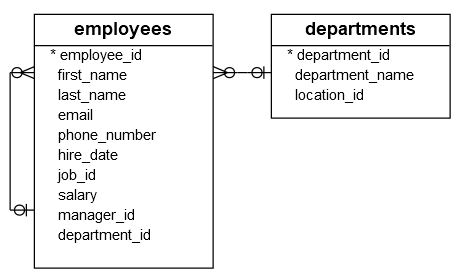 employees
* employee_id
first_name
last_name
email
phone_number
hire_date
job_id
salary
manager_id
department_id
departments
* department_id
department_name
location_id